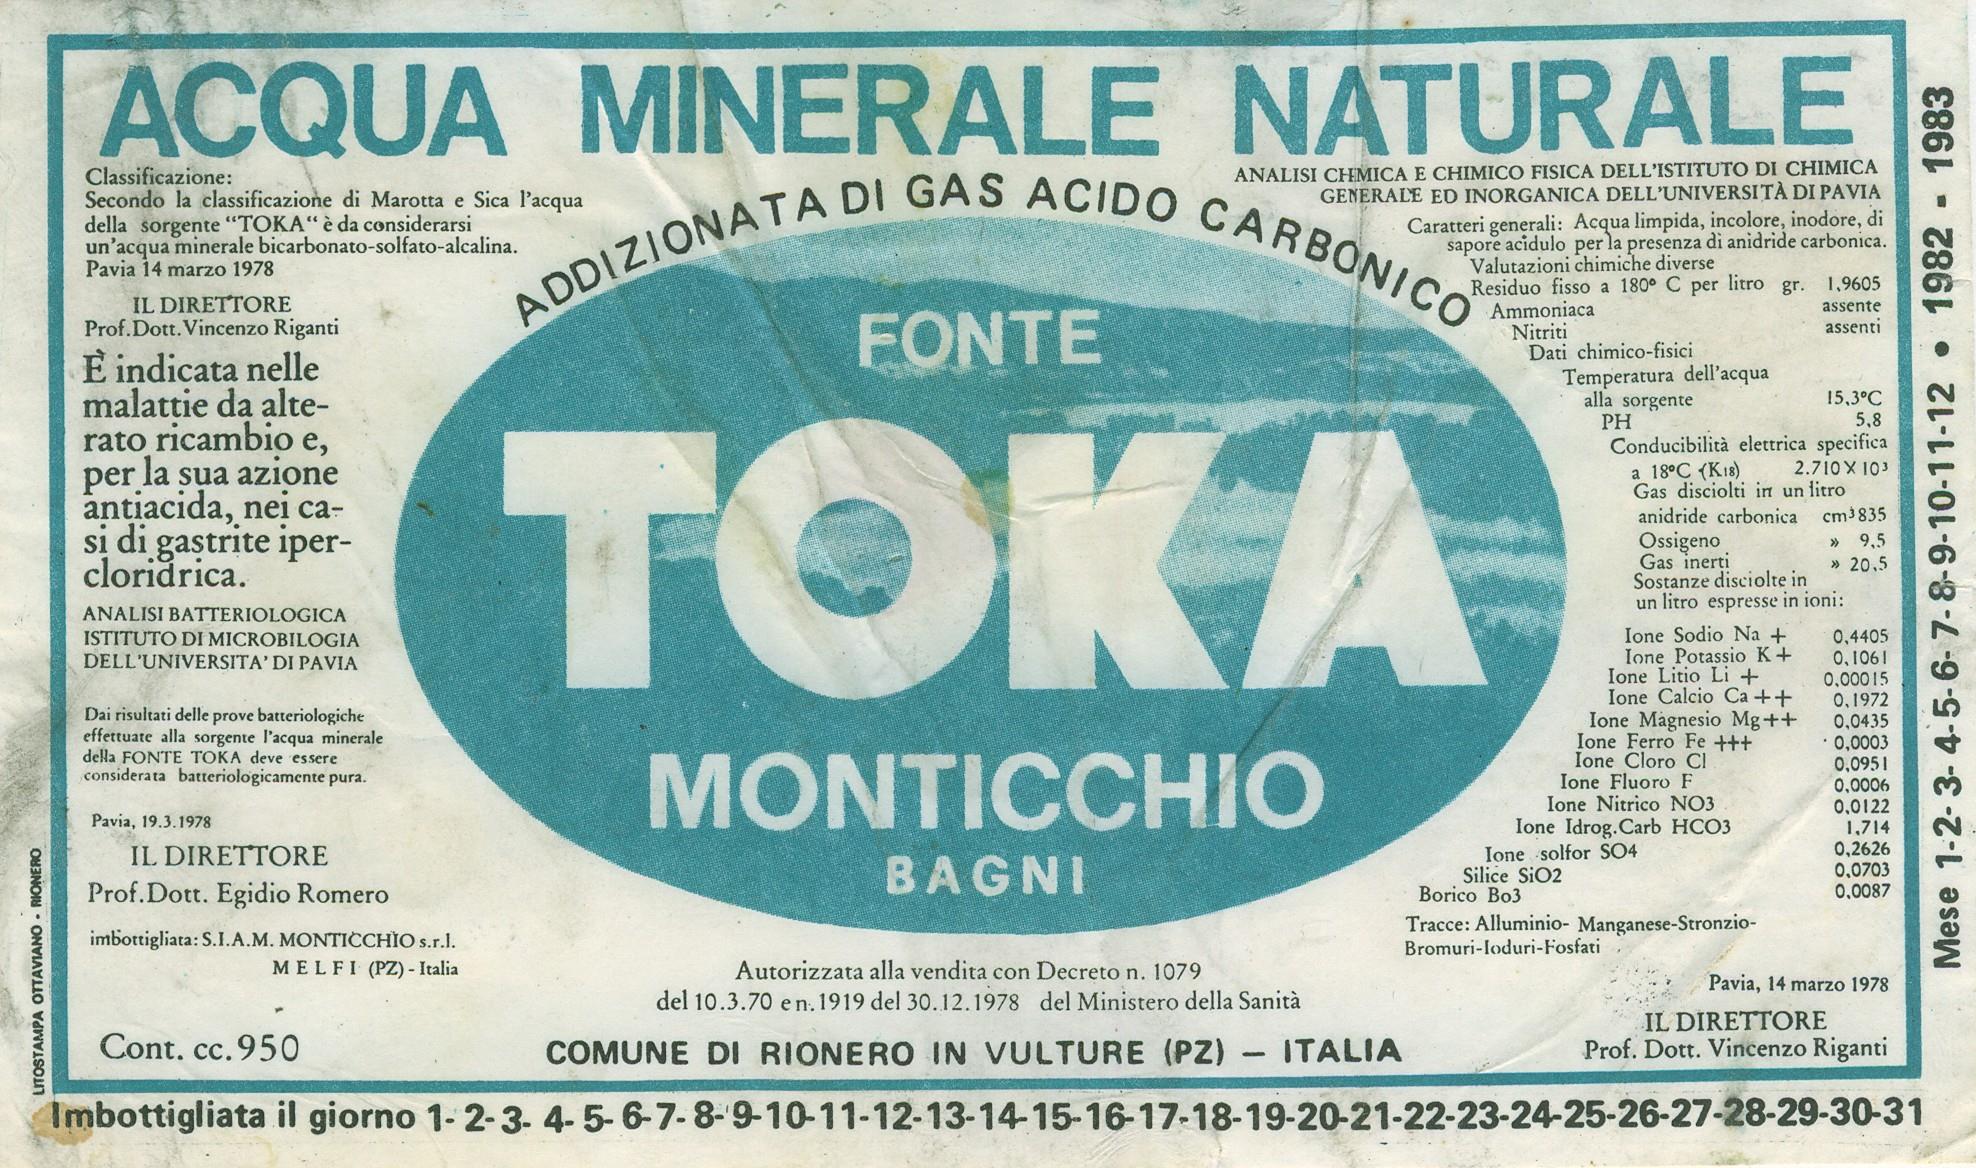 ACQUA MINERALE NATURALE
ADDIZIONATA DI GAS ACIDO CARBONICO
Classificazione:
Secondo la classificazione di Marotta e Sica l'acqua
della sorgente "TOKA" è da considerarsi
un'acqua minerale bicarbonato-solfato-alcalina.
Pavia 14 marzo 1978
IL DIRETTORE
Prof.Dott.Vincenzo Riganti
È indicata nelle
malattie da alte-
rato ricambio e,
per la sua azione
antiacida, nei ca-
si di gastrite iper-
cloridrica.
ANALISI BATTERIOLOGICA
ISTITUTO DI MICROBILOGIA
DELL'UNIVERSITA' DI PAVIA
Dai risultati delle prove batteriologiche
effettuate alla sorgente l'acqua minerale
della FONTE TOKA deve essere
considerata batteriologicamente pura.
Pavia, 19.3.1978
IL DIRETTORE
Prof.Dott. Egidio Romero
imbottigliata: S.I.A.M. MONTICCHIO s.r.l.
MELFI (PZ) - Italia
Cont. cc. 950
FONTE
TOKA
MONTICCHIO
BAGNI
Autorizzata alla vendita con Decreto n. 1079
del 10.3.70 e n. 1919 del 30.12.1978 del Ministero della Sanità
COMUNE DI RIONERO IN VULTURE (PZ) – ITALIA
ANALISI CHIMICA E CHIMICO FISICA DELL'ISTITUTO DI CHIMICA
GENERALE ED INORGANICA DELL'UNIVERSITÀ DI PAVIA
Caratteri generali: Acqua limpida, incolore, inodore, di
sapore acidulo per la presenza di anidride carbonica.
Valutazioni chimiche diverse
Residuo fisso a 180° C per litro gr. 1,9605
Ammoniaca assente
Nitriti assenti
Dati chimico-fisici
Temperatura dell'acqua
alla sorgente 15,3°C
PH 5,8
Conducibilità elettrica specifica
a 18°C (K18) 2.710 X 10³
Gas disciolti in un litro
anidride carbonica cm³ 835
Ossigeno » 9,5
Gas inerti » 20,5
Sostanze disciolte in
un litro espresse in ioni:
Ione Sodio Na + 0,4405
Ione Potassio K + 0,1061
Ione Litio Li + 0,00015
Ione Calcio Ca ++ 0,1972
Ione Magnesio Mg ++ 0,0435
Ione Ferro Fe +++ 0,0003
Ione Cloro Cl 0,0951
Ione Fluoro F 0,0006
Ione Nitrico NO3 0,0122
Ione Idrog.Carb HCO3 1,714
Ione solfor SO4 0,2626
Silice SiO2 0,0703
Borico Bo3 0,0087
Tracce: Alluminio- Manganese-Stronzio-
Bromuri-Ioduri-Fosfati
Pavia, 14 marzo 1978
IL DIRETTORE
Prof. Dott. Vincenzo Riganti
Mese 1-2-3-4-5-6-7-8-9-10-11-12 • 1982 - 1983
LITOSTAMPA OTTAVIANO - RIONERO
Imbottigliata il giorno 1-2-3-4-5-6-7-8-9-10-11-12-13-14-15-16-17-18-19-20-21-22-23-24-25-26-27-28-29-30-31